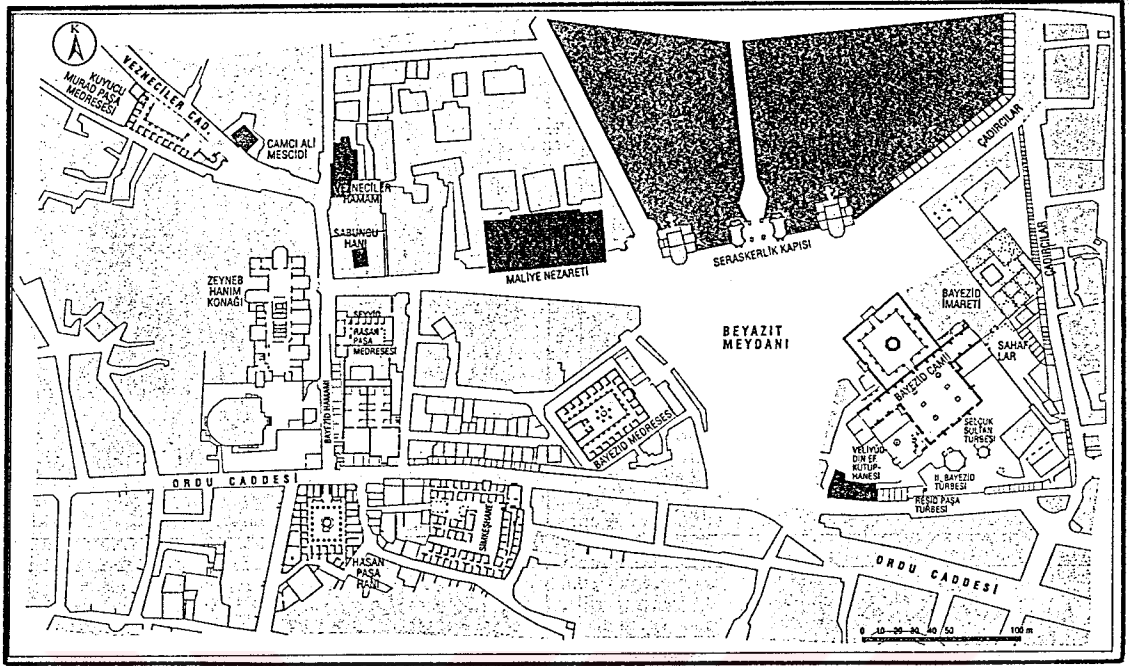 K
VEZNECİLER CAD.
KUYUCU
MURAD PAŞA
MEDRESESİ
CAMCI ALİ
MESCİDİ
VEZNECİLER
HAMAMI
SABUNCU
HANI
MALİYE NEZARETİ
SERASKERLİK KAPISI
ÇADIRCILAR
ÇADIRCILAR
ZEYNEB
HANIM
KONAĞI
SEYYİD
HASAN
PAŞA
MEDRESESİ
BAYEZİD HAMAMI
BEYAZIT
MEYDANI
BAYEZİD
İMARETİ
SAHAF
LAR
BAYEZİD CAMİİ
BAYEZİD MEDRESESİ
SELÇUK
SULTAN
TÜRBESİ
VELİYÜD
DİN EF.
KÜTÜP-
HANESİ
II. BAYEZİD
TÜRBESİ
REŞİD PAŞA
TÜRBESİ
ORDU CADDESİ
SİMKEŞHANE
HASAN
PAŞA
HANI
ORDU CADDESİ
0 10 20 30 40 50 100 m